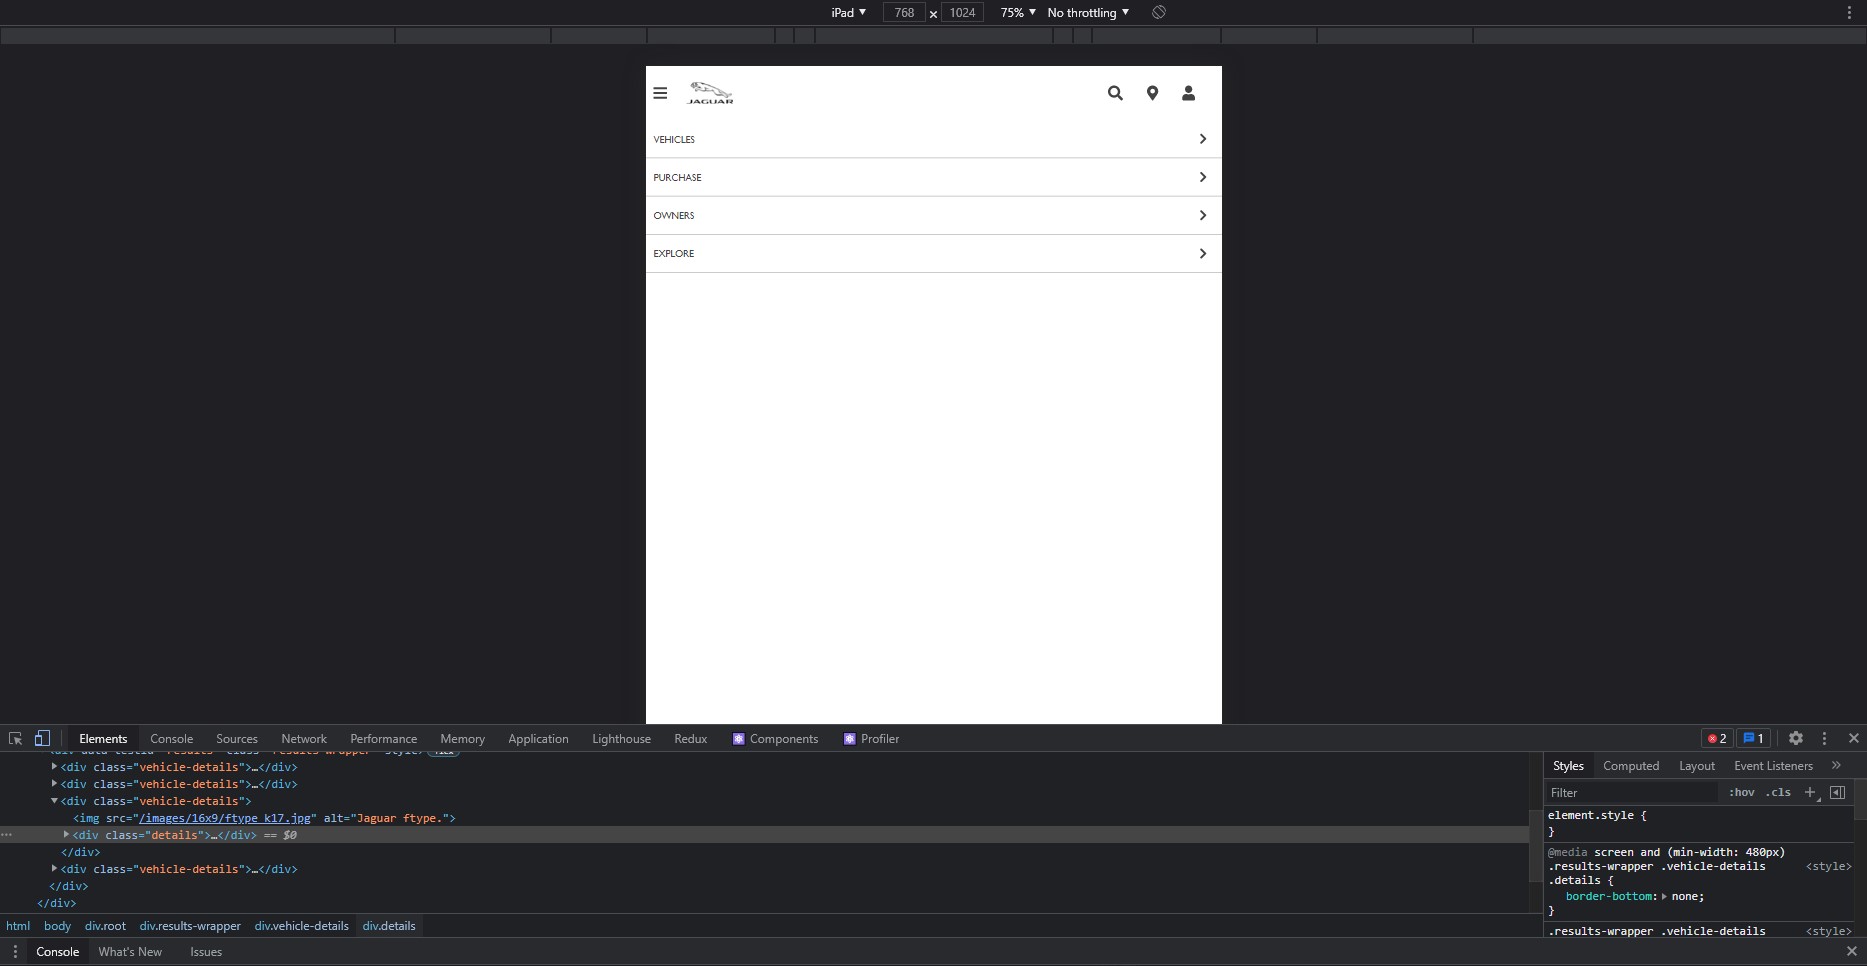 iPad ▼ 768 × 1024 75% ▼ No throttling ▼
JAGUAR
VEHICLES
PURCHASE
OWNERS
EXPLORE
Elements Console Sources Network Performance Memory Application Lighthouse Redux Components Profiler 2 1
▶<div class="vehicle-details">…</div>
▶<div class="vehicle-details">…</div>
▼<div class="vehicle-details">
<img src="/images/16x9/ftype_k17.jpg" alt="Jaguar ftype.">
… ▶<div class="details">…</div> == $0
</div>
▶<div class="vehicle-details">…</div>
</div>
</div>
html body div.root div.results-wrapper div.vehicle-details div.details
Styles Computed Layout Event Listeners »
Filter :hov .cls +
element.style {
}
@media screen and (min-width: 480px)
.results-wrapper .vehicle-details <style>
.details {
border-bottom:▶ none;
}
.results-wrapper .vehicle-details <style>
Console What's New Issues